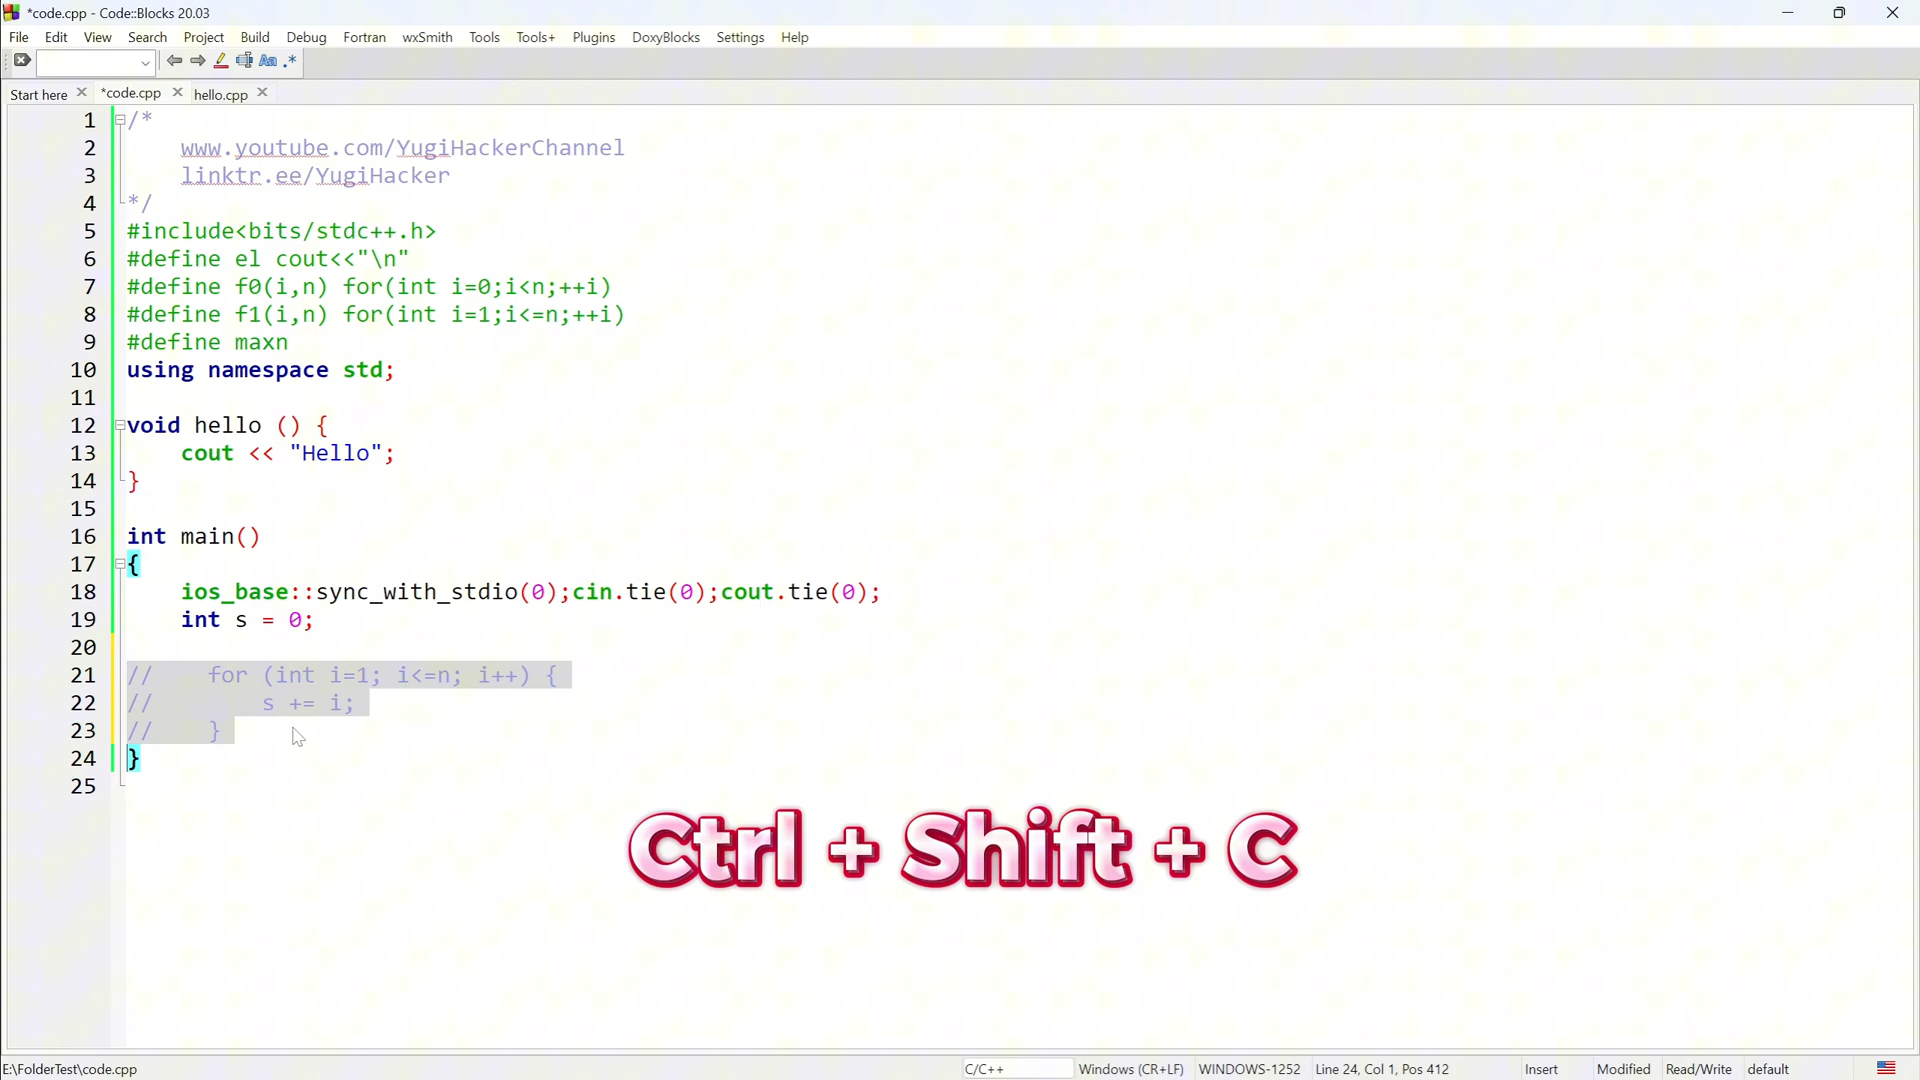 *code.cpp - Code::Blocks 20.03
File Edit View Search Project Build Debug Fortran wxSmith Tools Tools+ Plugins DoxyBlocks Settings Help
Aa .*
Start here *code.cpp hello.cpp
1 /*
2 www.youtube.com/YugiHackerChannel
3 linktr.ee/YugiHacker
4 */
5 #include<bits/stdc++.h>
6 #define el cout<<"\n"
7 #define f0(i,n) for(int i=0;i<n;++i)
8 #define f1(i,n) for(int i=1;i<=n;++i)
9 #define maxn
10 using namespace std;
11
12 void hello () {
13 cout << "Hello";
14 }
15
16 int main()
17 {
18 ios_base::sync_with_stdio(0);cin.tie(0);cout.tie(0);
19 int s = 0;
20
21 // for (int i=1; i<=n; i++) {
22 // s += i;
23 // }
24 }
25
Ctrl + Shift + C
E:\FolderTest\code.cpp C/C++ Windows (CR+LF) WINDOWS-1252 Line 24, Col 1, Pos 412 Insert Modified Read/Write default